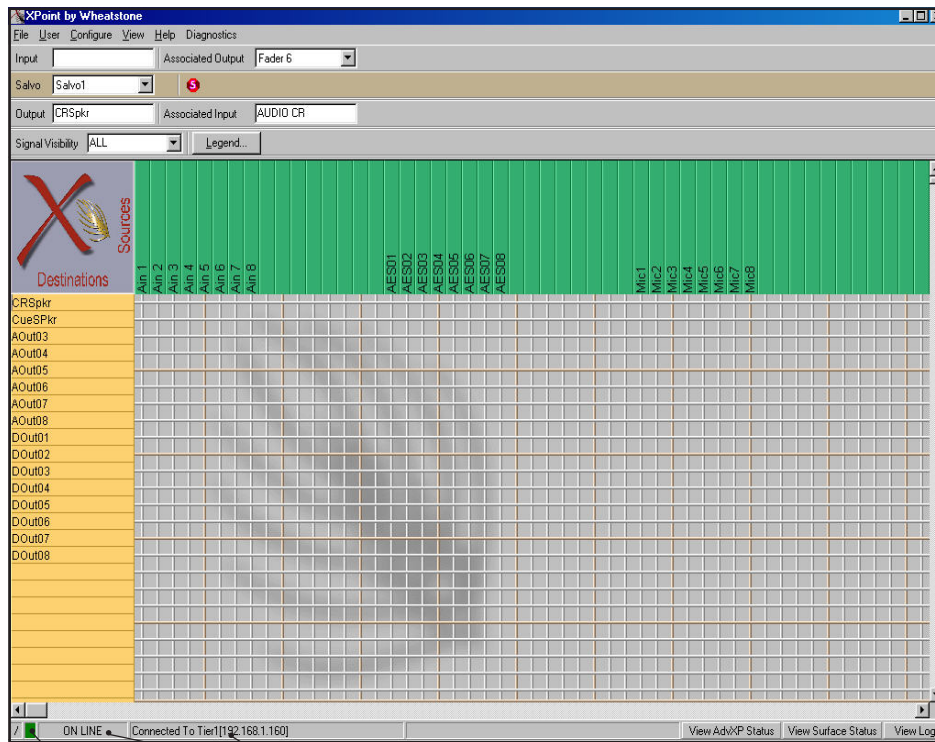 XPoint by Wheatstone
File User Configure View Help Diagnostics
Input Associated Output Fader 6
Salvo Salvo1 S
Output CRSpkr Associated Input AUDIO CR
Signal Visibility ALL Legend...
X Sources
Destinations
Ain 1
Ain 2
Ain 3
Ain 4
Ain 5
Ain 6
Ain 7
Ain 8
AES01
AES02
AES03
AES04
AES05
AES06
AES07
AES08
Mic1
Mic2
Mic3
Mic4
Mic5
Mic6
Mic7
Mic8
CRSpkr
CueSPkr
AOut03
AOut04
AOut05
AOut06
AOut07
AOut08
DOut01
DOut02
DOut03
DOut04
DOut05
DOut06
DOut07
DOut08
/ ON LINE Connected To Tier1[192.168.1.160] View AdvXP Status View Surface Status View Log